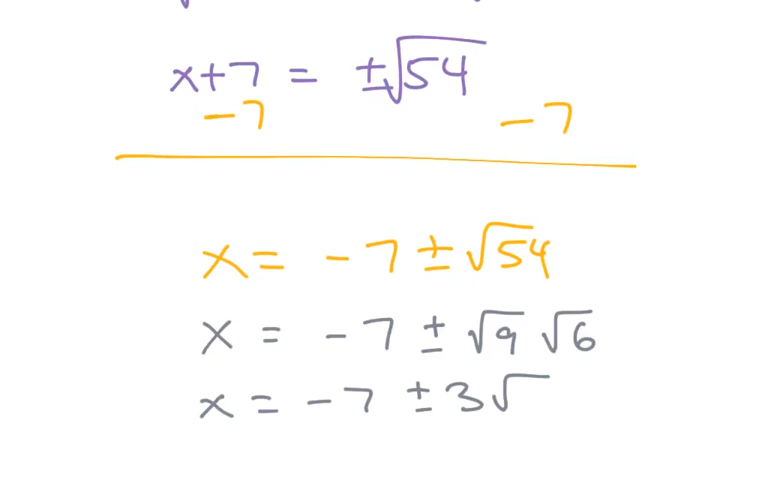 x+7 = ±√54
-7 -7
x = -7 ± √54
x = -7 ± √9 √6
x = -7 ± 3√